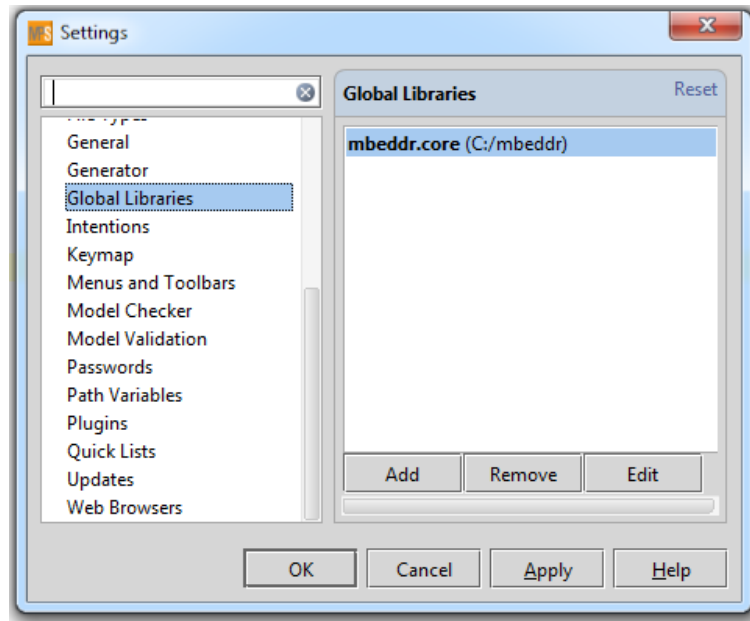 MPS Settings
Global Libraries
Reset
General
Generator
Global Libraries
Intentions
Keymap
Menus and Toolbars
Model Checker
Model Validation
Passwords
Path Variables
Plugins
Quick Lists
Updates
Web Browsers
mbeddr.core (C:/mbeddr)
Add Remove Edit
OK Cancel Apply Help